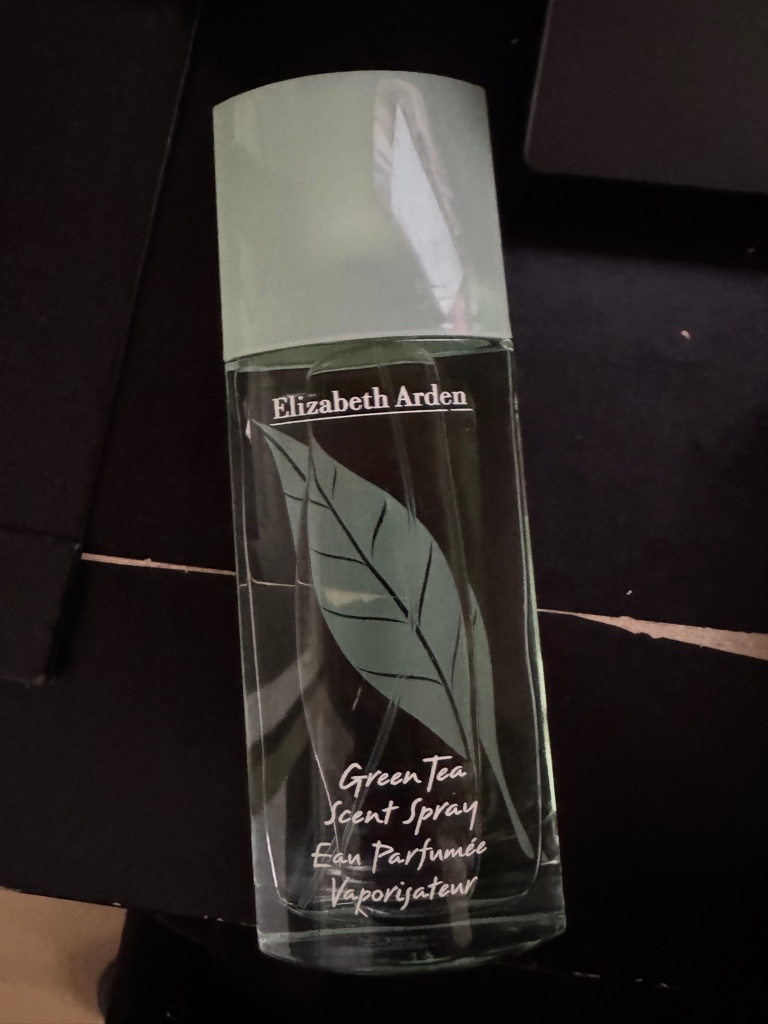 Elizabeth Arden
Green Tea
Scent Spray
Eau Parfumée
Vaporisateur